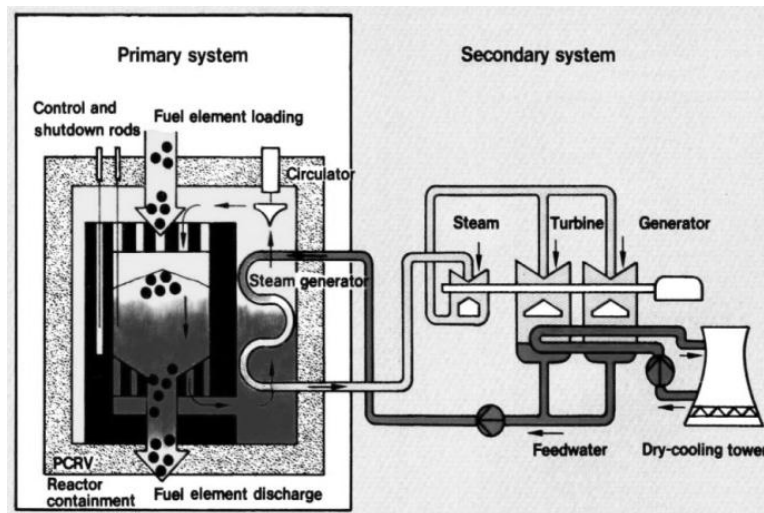 Primary system
Secondary system
Control and
shutdown rods
Fuel element loading
Circulator
Steam
Turbine
Generator
Steam generator
PCRV
Reactor
containment
Fuel element discharge
Feedwater
Dry-cooling tower